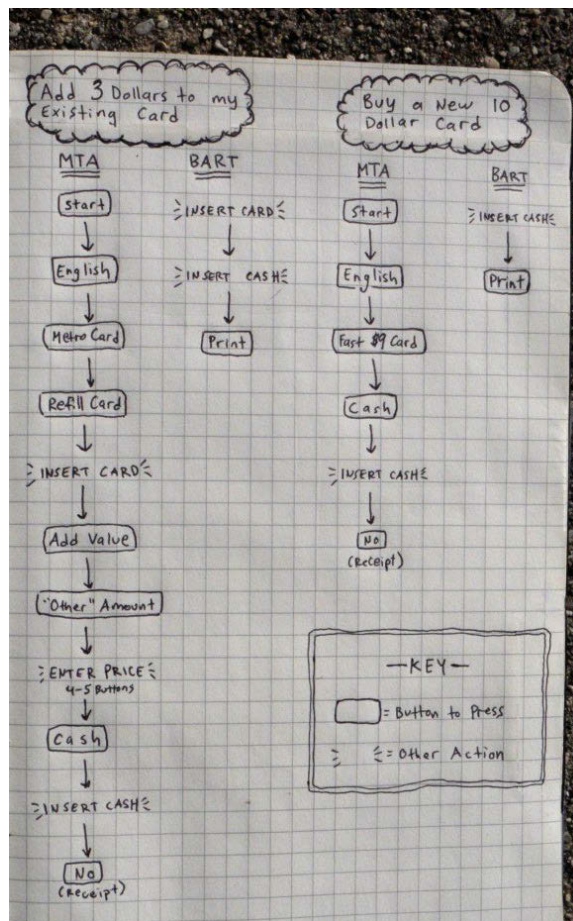 Add 3 Dollars to my
Existing Card
MTA
Start
English
Metro Card
Refill Card
INSERT CARD
Add Value
"Other" Amount
ENTER PRICE
4-5 Buttons
Cash
INSERT CASH
No
(Receipt)
BART
INSERT CARD
INSERT CASH
Print
Buy a New 10
Dollar Card
MTA
Start
English
Fast $9 Card
Cash
INSERT CASH
No
(Receipt)
BART
INSERT CASH
Print
—KEY—
= Button to Press
= Other Action